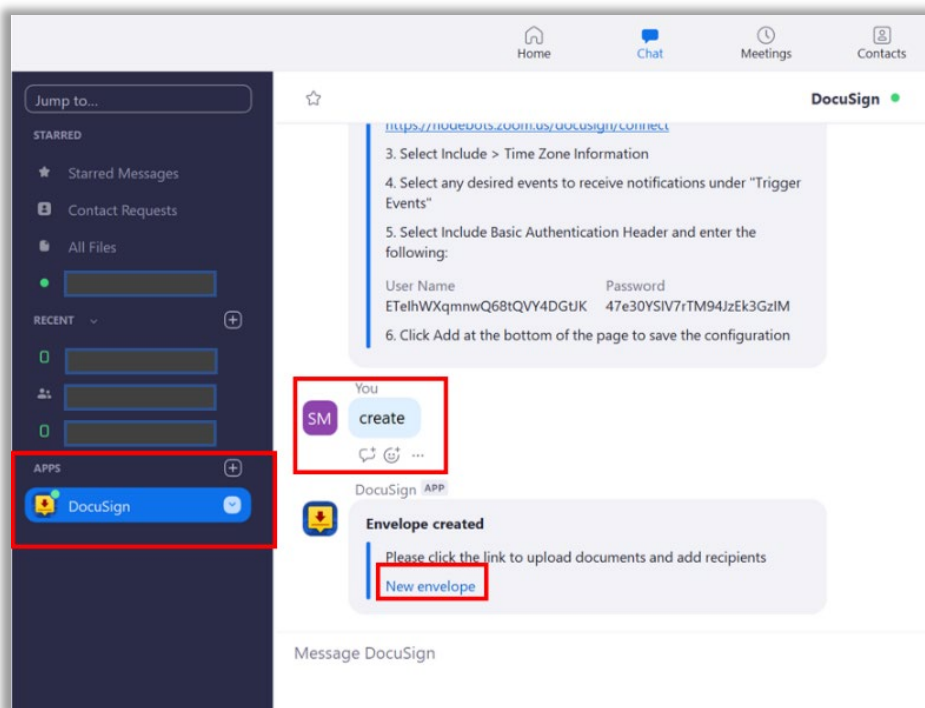 Home
Chat
Meetings
Contacts
Jump to...
STARRED
Starred Messages
Contact Requests
All Files
RECENT
APPS
DocuSign
DocuSign
https://nodebots.zoom.us/docusign/connect
3. Select Include > Time Zone Information
4. Select any desired events to receive notifications under "Trigger
Events"
5. Select Include Basic Authentication Header and enter the
following:
User Name
Password
ETelhWXqmnwQ68tQVY4DGtJK
47e30YSlV7rTM94JzEk3GzlM
6. Click Add at the bottom of the page to save the configuration
You
SM
create
DocuSign APP
Envelope created
Please click the link to upload documents and add recipients
New envelope
Message DocuSign